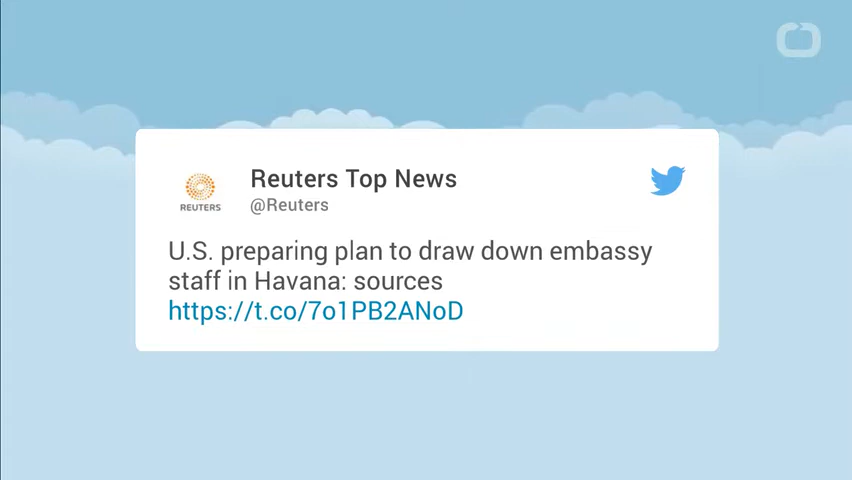 Reuters Top News
REUTERS
@Reuters
U.S. preparing plan to draw down embassy
staff in Havana: sources
https://t.co/7o1PB2ANoD